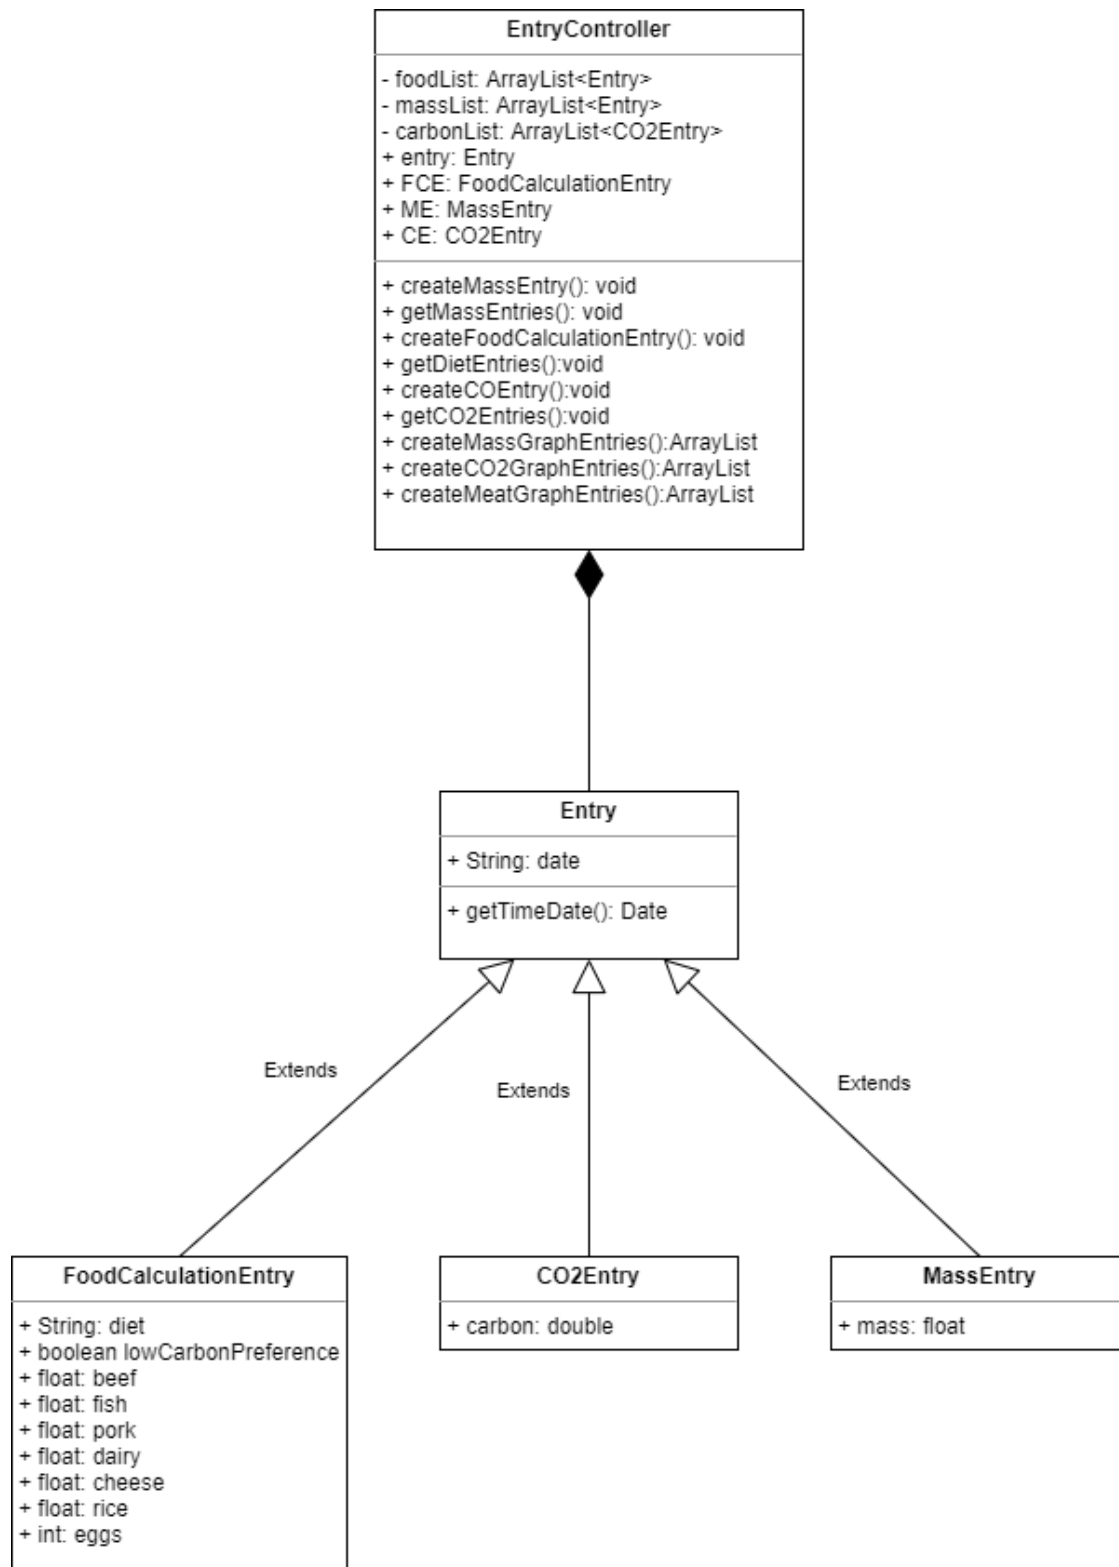 EntryController
- foodList: ArrayList<Entry>
- massList: ArrayList<Entry>
- carbonList: ArrayList<CO2Entry>
+ entry: Entry
+ FCE: FoodCalculationEntry
+ ME: MassEntry
+ CE: CO2Entry
+ createMassEntry(): void
+ getMassEntries(): void
+ createFoodCalculationEntry(): void
+ getDietEntries():void
+ createCOEntry():void
+ getCO2Entries():void
+ createMassGraphEntries():ArrayList
+ createCO2GraphEntries():ArrayList
+ createMeatGraphEntries():ArrayList
Entry
+ String: date
+ getTimeDate(): Date
Extends
Extends
Extends
FoodCalculationEntry
+ String: diet
+ boolean lowCarbonPreference
+ float: beef
+ float: fish
+ float: pork
+ float: dairy
+ float: cheese
+ float: rice
+ int: eggs
CO2Entry
+ carbon: double
MassEntry
+ mass: float